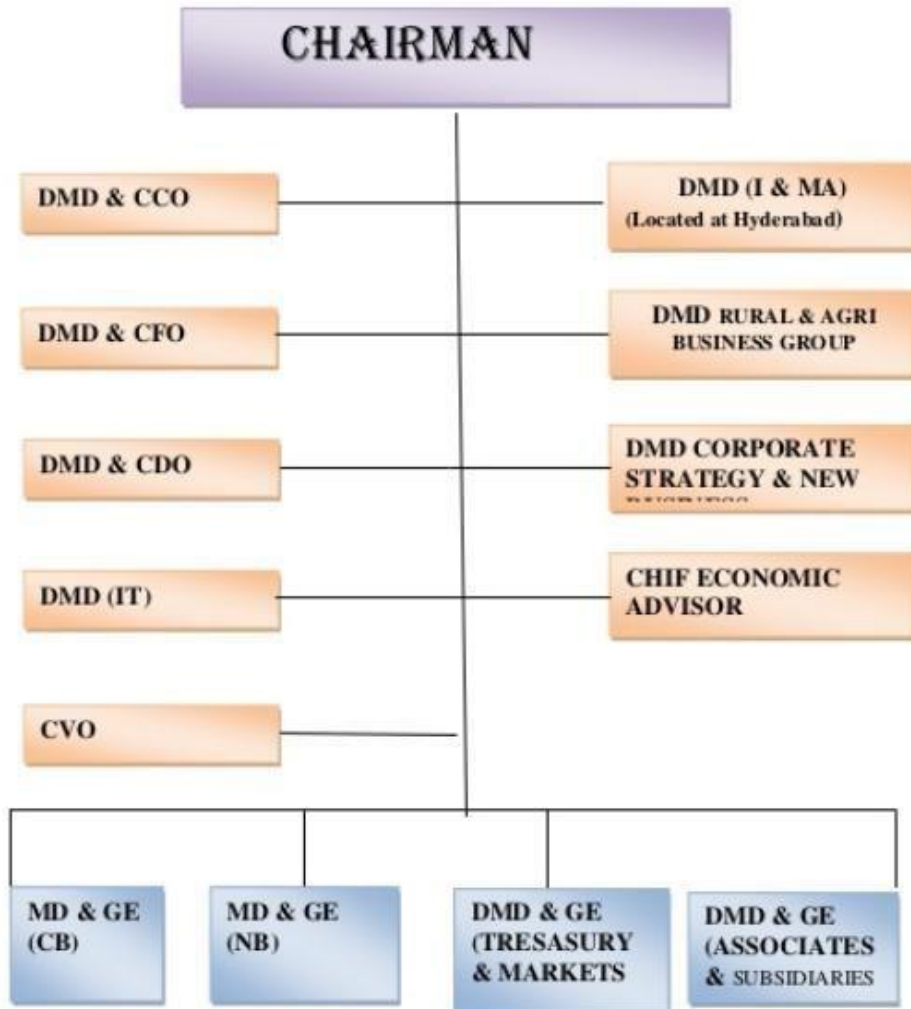 CHAIRMAN
DMD & CCO
DMD (I & MA)
(Located at Hyderabad)
DMD & CFO
DMD RURAL & AGRI
BUSINESS GROUP
DMD & CDO
DMD CORPORATE
STRATEGY & NEW
DMD (IT)
CHIF ECONOMIC
ADVISOR
CVO
MD & GE
(CB)
MD & GE
(NB)
DMD & GE
(TRESASURY
& MARKETS
DMD & GE
(ASSOCIATES
& SUBSIDIARIES